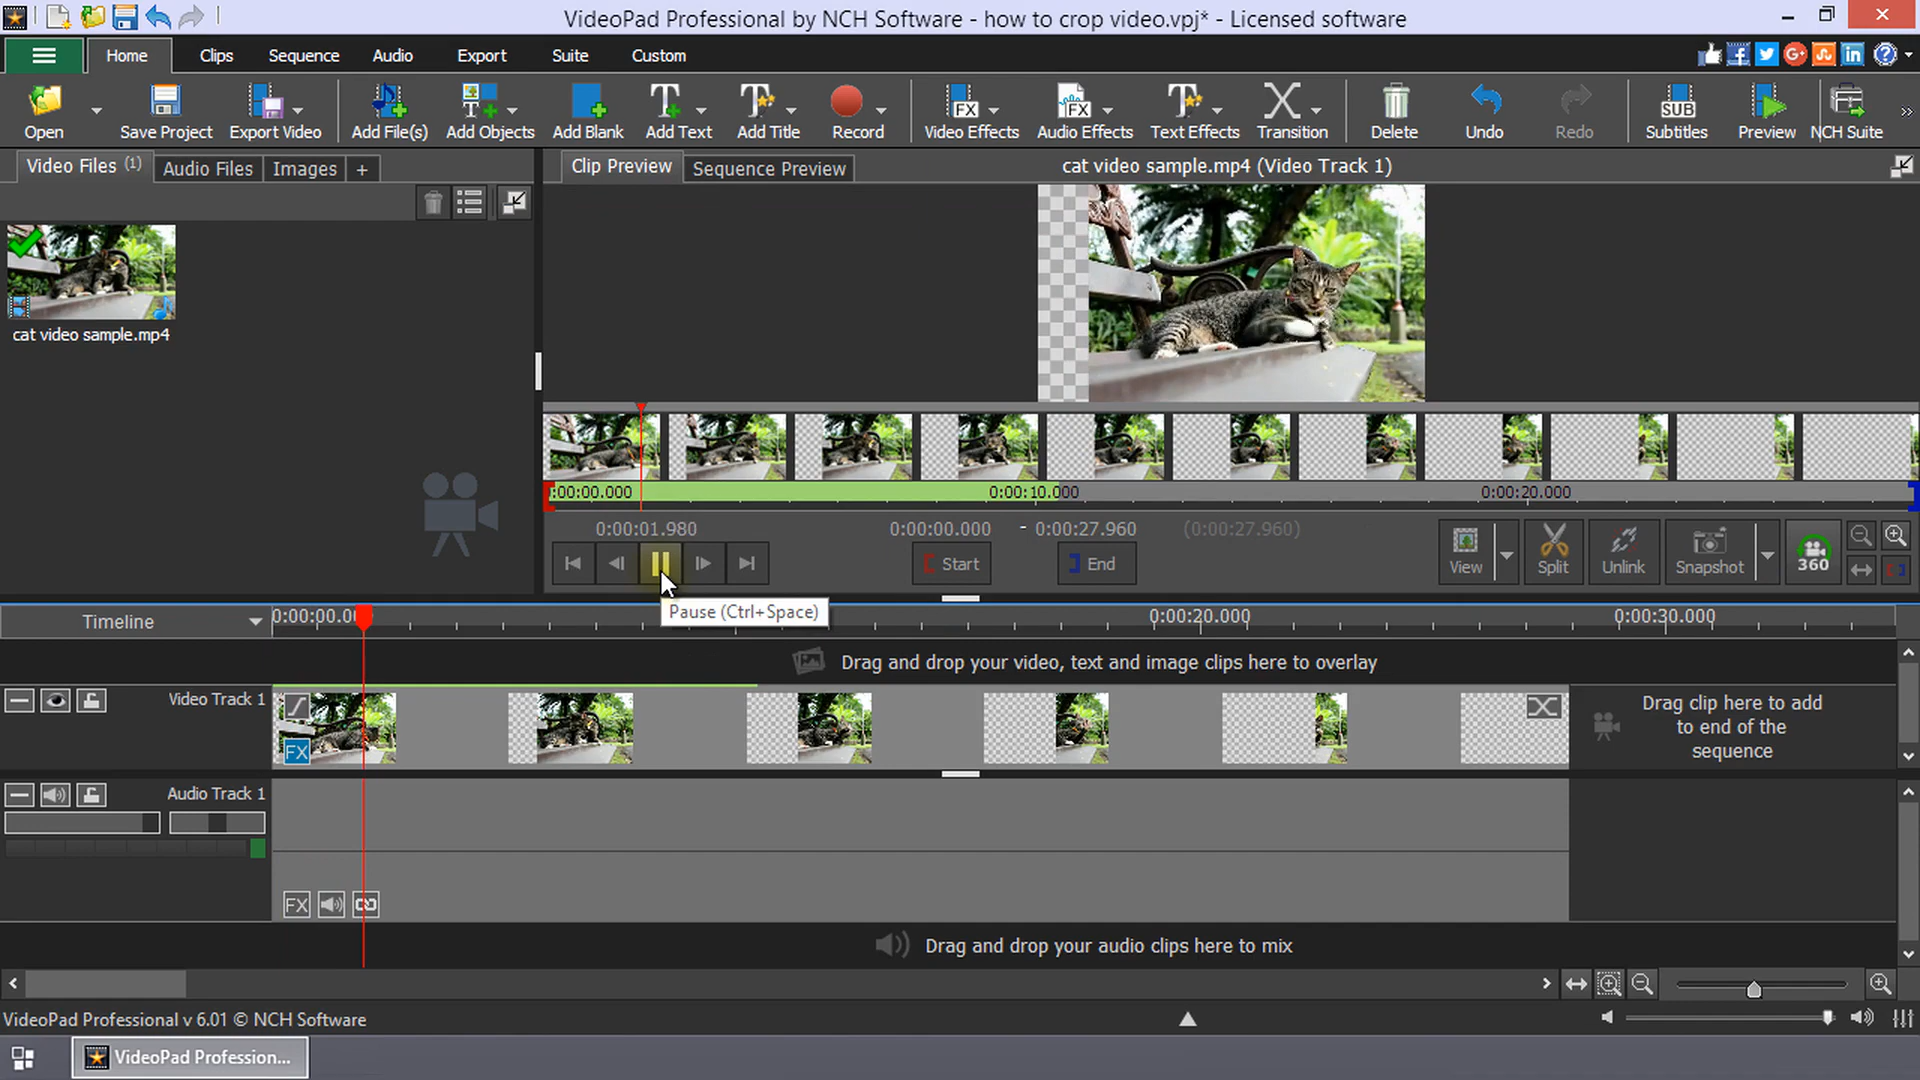 VideoPad Professional by NCH Software - how to crop video.vpj* - Licensed software
Home Clips Sequence Audio Export Suite Custom
Open Save Project Export Video Add File(s) Add Objects Add Blank Add Text Add Title Record Video Effects Audio Effects Text Effects Transition Delete Undo Redo Subtitles Preview NCH Suite
Video Files (1) Audio Files Images +
Clip Preview Sequence Preview cat video sample.mp4 (Video Track 1)
cat video sample.mp4
:00:00.000 0:00:10.000 0:00:20.000
0:00:01.980 0:00:00.000 - 0:00:27.960 (0:00:27.960)
Start End View Split Unlink Snapshot 360
Pause (Ctrl+Space)
Timeline 0:00:00.0 0:00:20.000 0:00:30.000
Drag and drop your video, text and image clips here to overlay
Video Track 1
FX
Drag clip here to add
to end of the
sequence
Audio Track 1
FX
Drag and drop your audio clips here to mix
VideoPad Professional v 6.01 © NCH Software
VideoPad Profession...